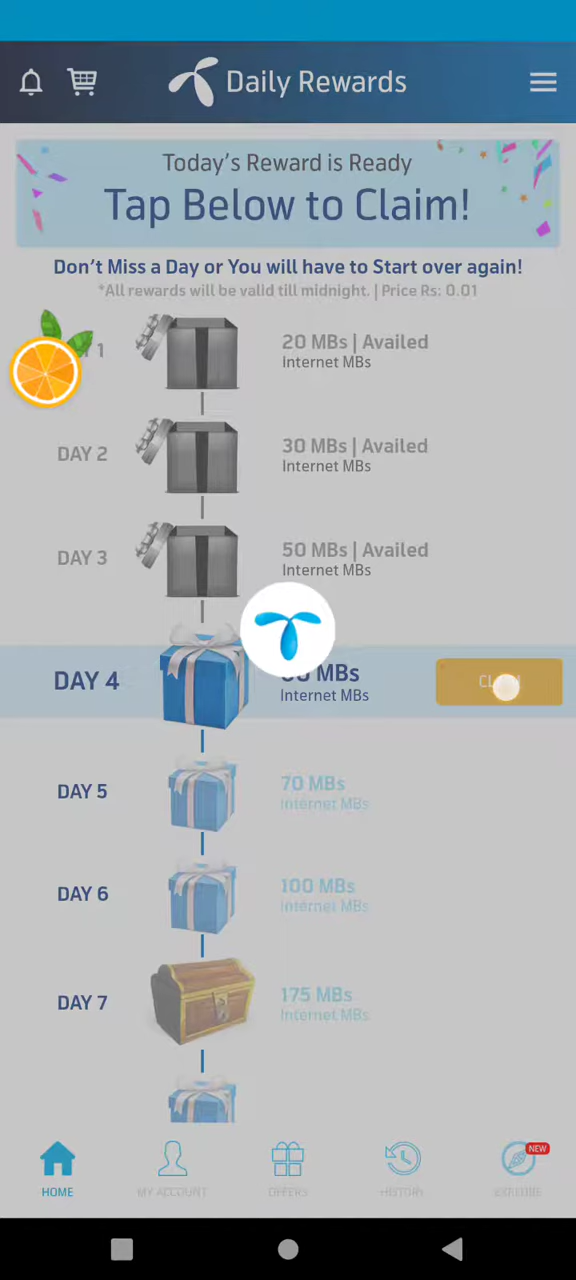 Daily Rewards
Today's Reward is Ready
Tap Below to Claim!
Don't Miss a Day or You will have to Start over again!
*All rewards will be valid till midnight. | Price Rs: 0.01
1
20 MBs | Availed
Internet MBs
DAY 2
30 MBs | Availed
Internet MBs
DAY 3
50 MBs | Availed
Internet MBs
DAY 4
MBs
Internet MBs
DAY 5
70 MBs
Internet MBs
DAY 6
100 MBs
Internet MBs
DAY 7
175 MBs
Internet MBs
NEW
HOME
MY ACCOUNT
OFFERS
HISTORY
EXPLORE